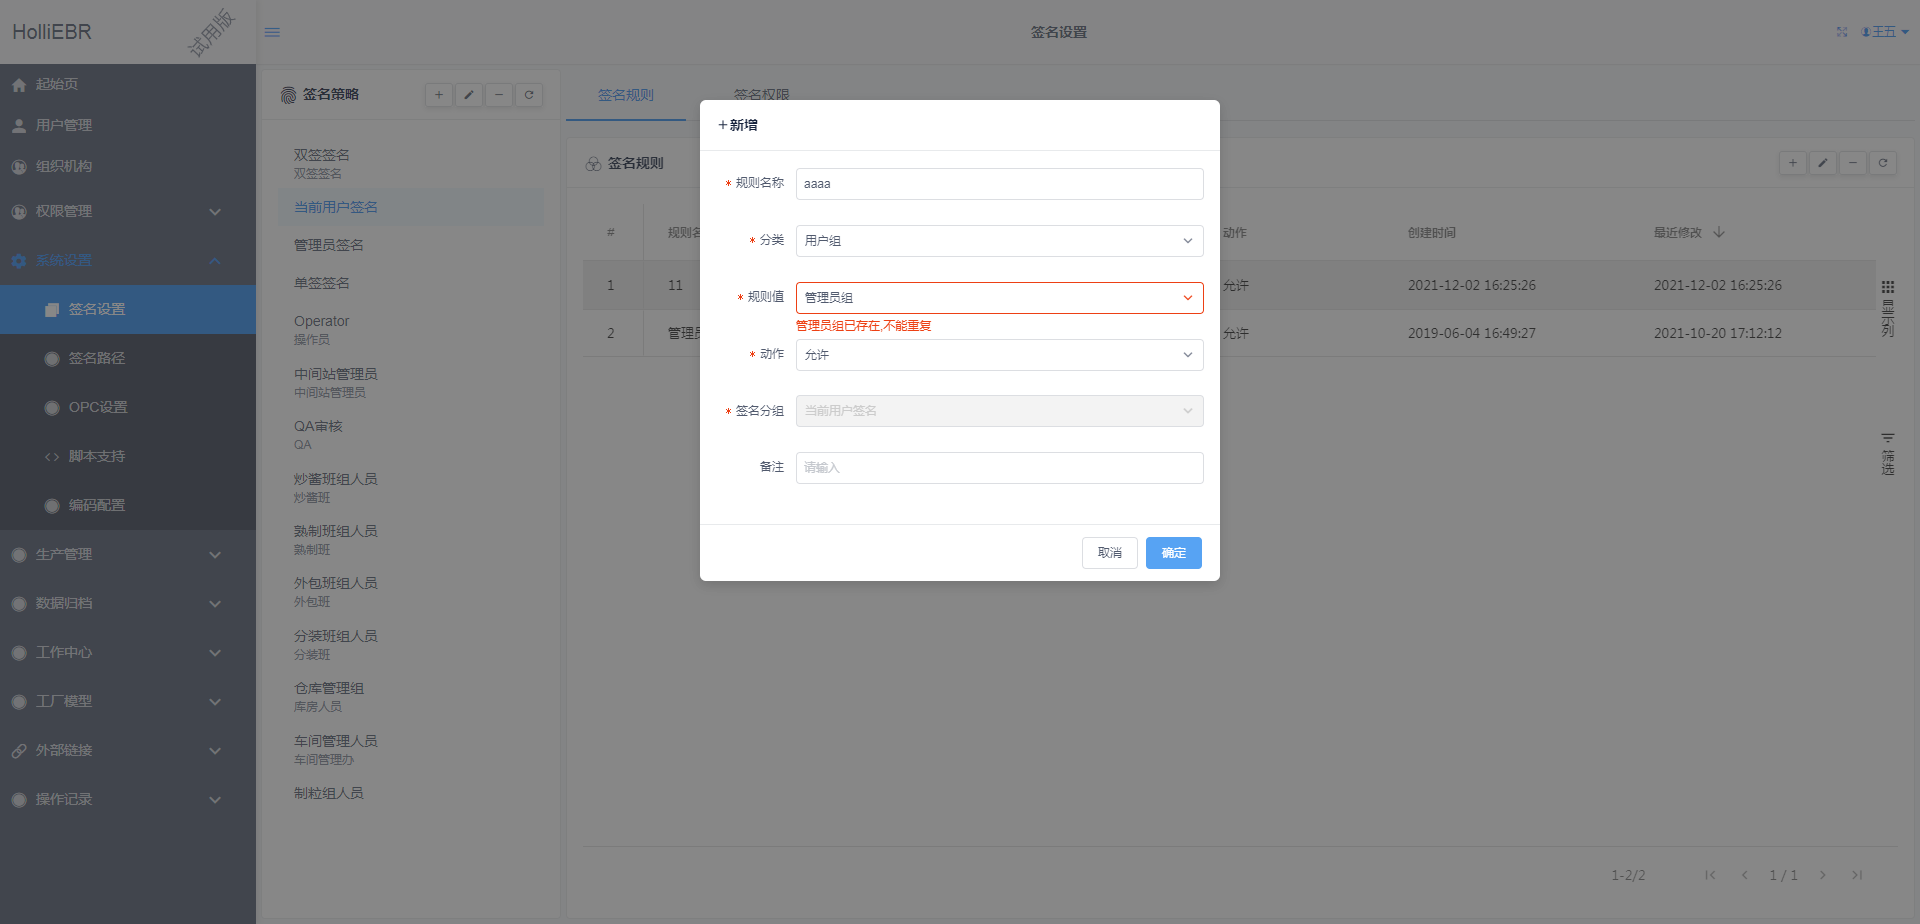 HolliEBR
试用版
签名设置
王五
起始页
用户管理
组织机构
权限管理
系统设置
签名设置
签名路径
OPC设置
脚本支持
编码配置
生产管理
数据归档
工作中心
工厂模型
外部链接
操作记录
签名策略
双签签名
双签签名
当前用户签名
管理员签名
单签签名
Operator
操作员
中间站管理员
中间站管理员
QA审核
QA
炒酱班组人员
炒酱班
熟制班组人员
熟制班
外包班组人员
外包班
分装班组人员
分装班
仓库管理组
库房人员
车间管理人员
车间管理办
制粒组人员
签名规则 签名权限
签名规则
# 规则名 动作 创建时间 最近修改
1 11 允许 2021-12-02 16:25:26 2021-12-02 16:25:26
2 管理员 允许 2019-06-04 16:49:27 2021-10-20 17:12:12
显示列
筛选
1-2/2 1 / 1
+新增
* 规则名称 aaaa
* 分类 用户组
* 规则值 管理员组
管理员组已存在,不能重复
* 动作 允许
* 签名分组 当前用户签名
备注 请输入
取消 确定